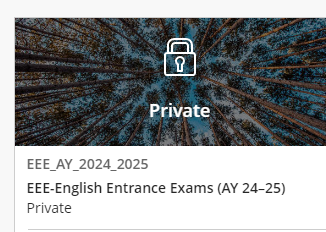 Private
EEE_AY_2024_2025
EEE-English Entrance Exams (AY 24–25)
Private